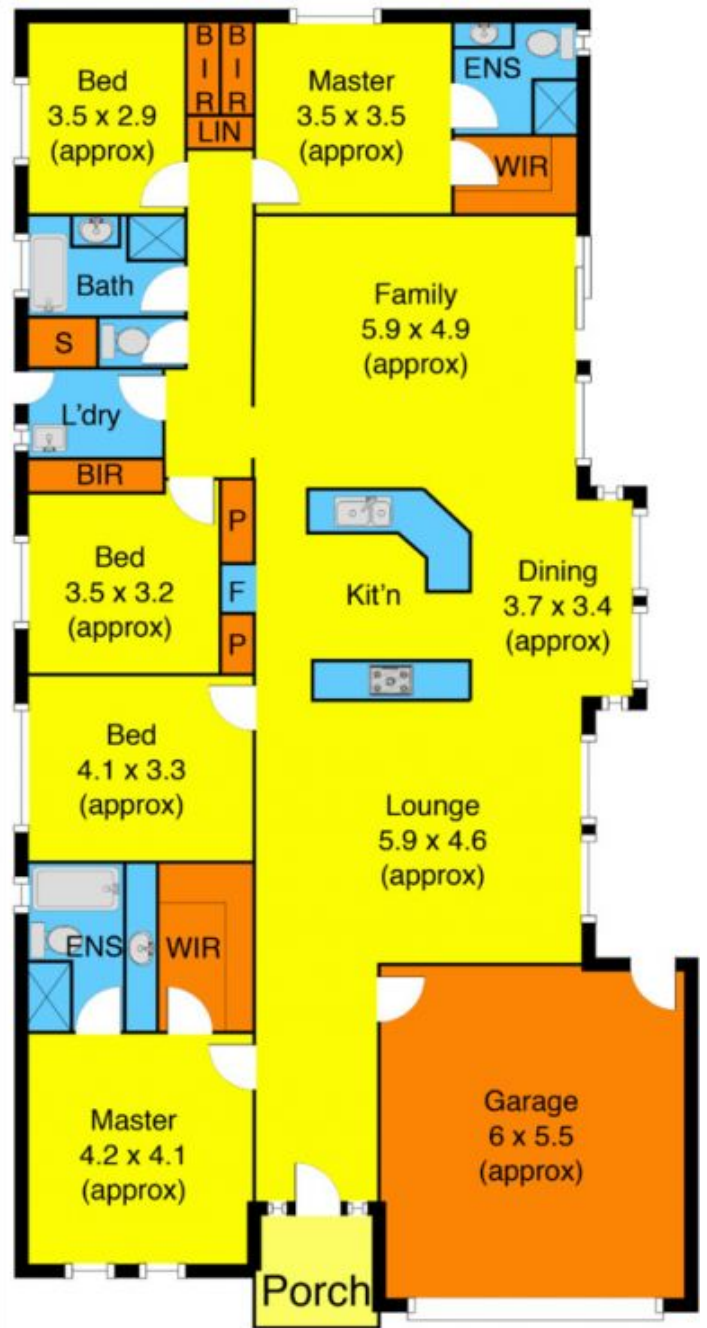 Bed
3.5 x 2.9
(approx)
BIR
BIR
LIN
Master
3.5 x 3.5
(approx)
ENS
WIR
Bath
Family
5.9 x 4.9
(approx)
S
L'dry
BIR
P
Bed
3.5 x 3.2
(approx)
F
P
Kit'n
Dining
3.7 x 3.4
(approx)
Bed
4.1 x 3.3
(approx)
Lounge
5.9 x 4.6
(approx)
ENS
WIR
Master
4.2 x 4.1
(approx)
Garage
6 x 5.5
(approx)
Porch